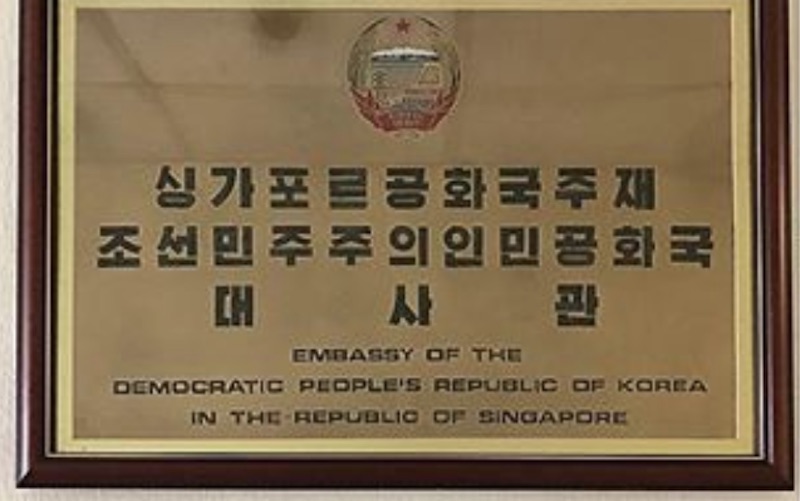 싱가포르공화국주재
조선민주주의인민공화국
대 사 관
EMBASSY OF THE
DEMOCRATIC PEOPLE'S REPUBLIC OF KOREA
IN THE REPUBLIC OF SINGAPORE